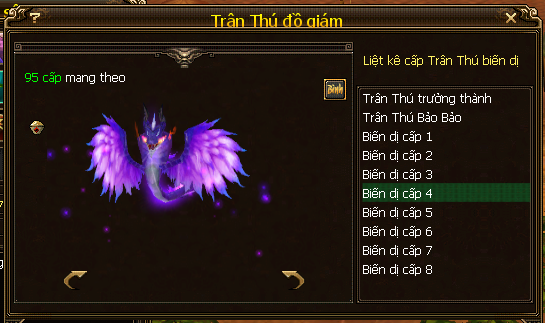 ?
Trân Thú đồ giám
X
Liệt kê cấp Trân Thú biến dị
95 cấp mang theo
Bình
Trân Thú trưởng thành
Trân Thú Bảo Bảo
Biến dị cấp 1
Biến dị cấp 2
Biến dị cấp 3
Biến dị cấp 4
Biến dị cấp 5
Biến dị cấp 6
Biến dị cấp 7
Biến dị cấp 8